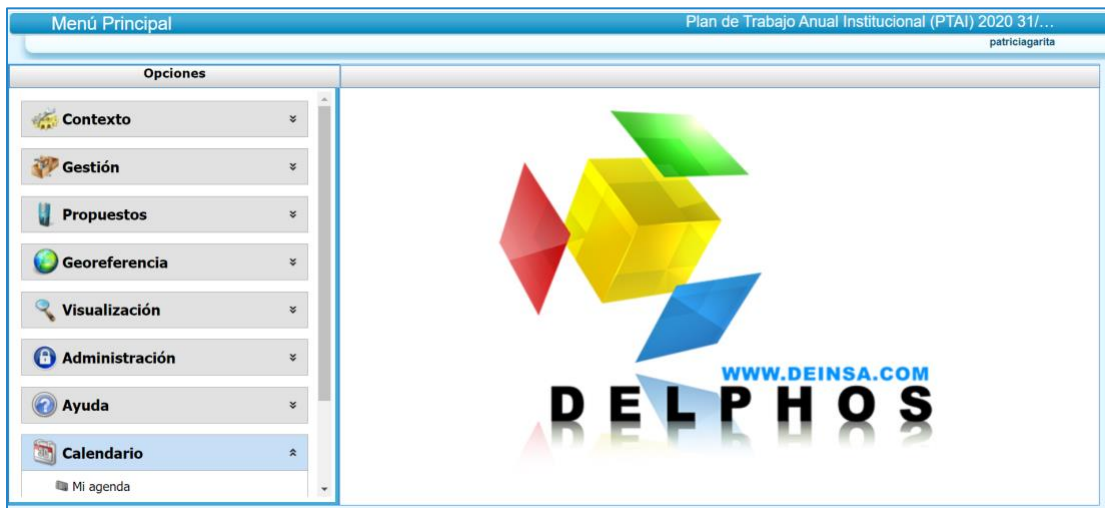 Menú Principal
Plan de Trabajo Anual Institucional (PTAI) 2020 31/…
patriciagarita
Opciones
Contexto
Gestión
Propuestos
Georeferencia
Visualización
Administración
Ayuda
Calendario
Mi agenda
WWW.DEINSA.COM
DELPHOS